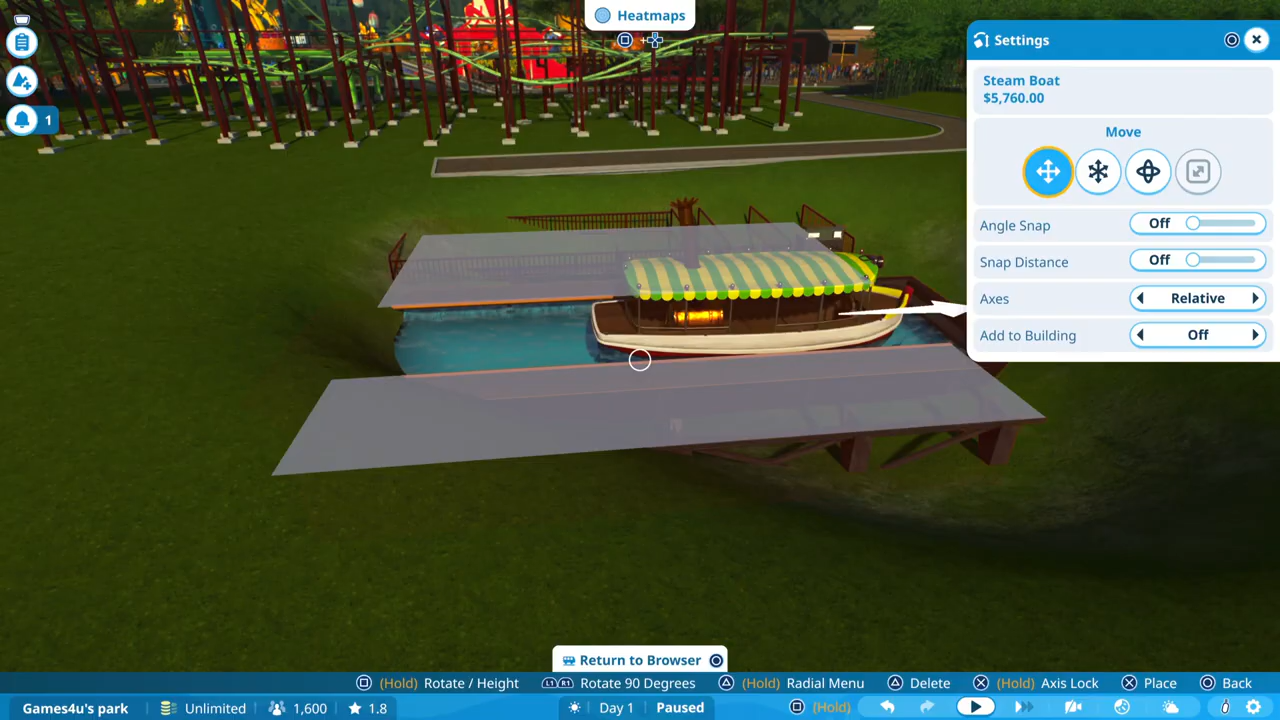 Heatmaps
+
1
Settings
Steam Boat
$5,760.00
Move
Angle Snap Off
Snap Distance Off
Axes Relative
Add to Building Off
Return to Browser
(Hold) Rotate / Height L1 R1 Rotate 90 Degrees (Hold) Radial Menu Delete (Hold) Axis Lock Place Back
Games4u's park Unlimited 1,600 1.8 Day 1 Paused (Hold)